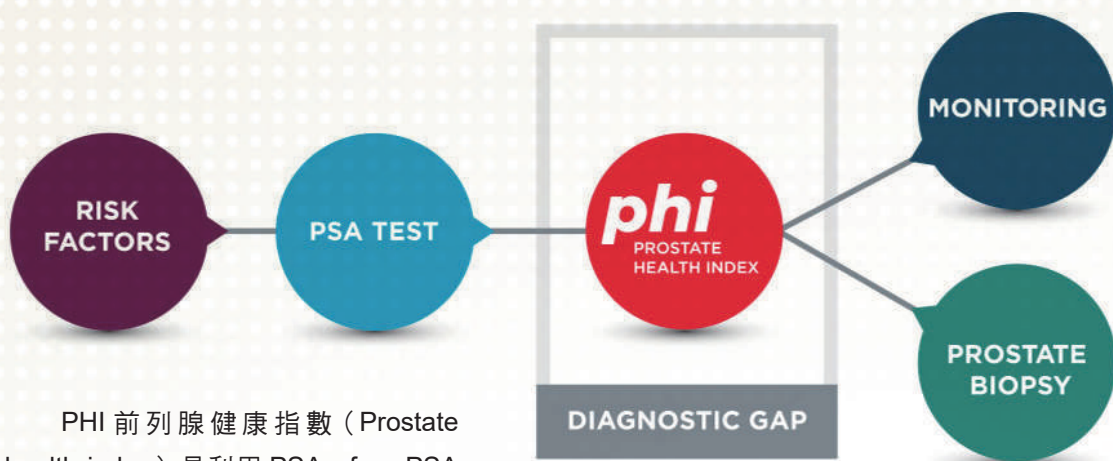 RISK
FACTORS
PSA TEST
phi
PROSTATE
HEALTH INDEX
MONITORING
PROSTATE
BIOPSY
DIAGNOSTIC GAP
PHI 前列腺健康指數（Prostate